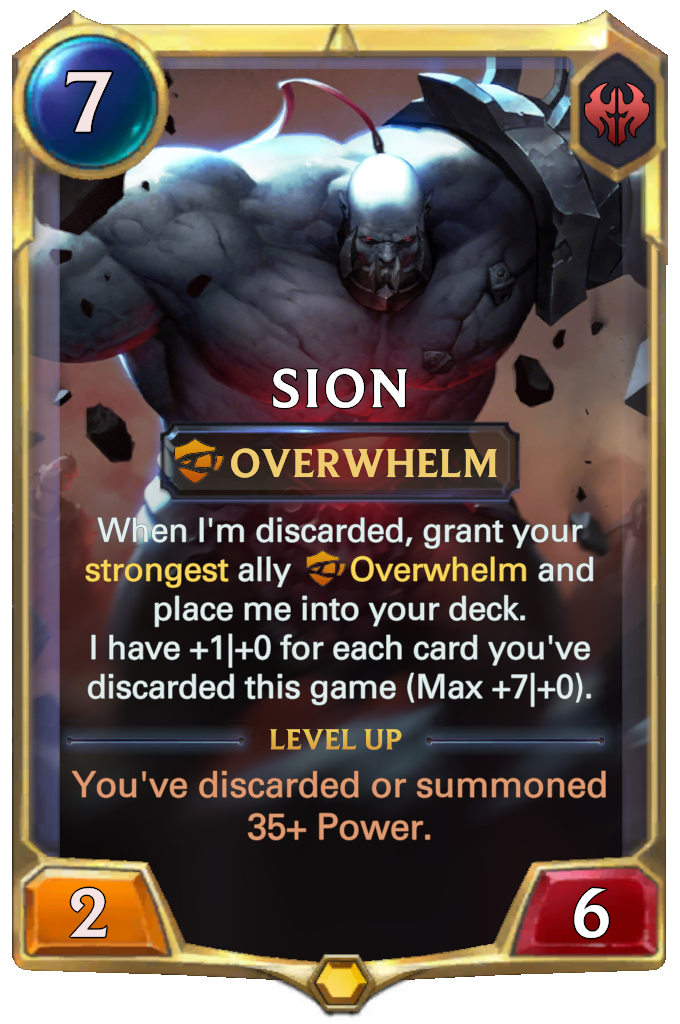 7
SION
OVERWHELM
When I'm discarded, grant your
strongest ally Overwhelm and
place me into your deck.
I have +1|+0 for each card you've
discarded this game (Max +7|+0).
LEVEL UP
You've discarded or summoned
35+ Power.
2
6